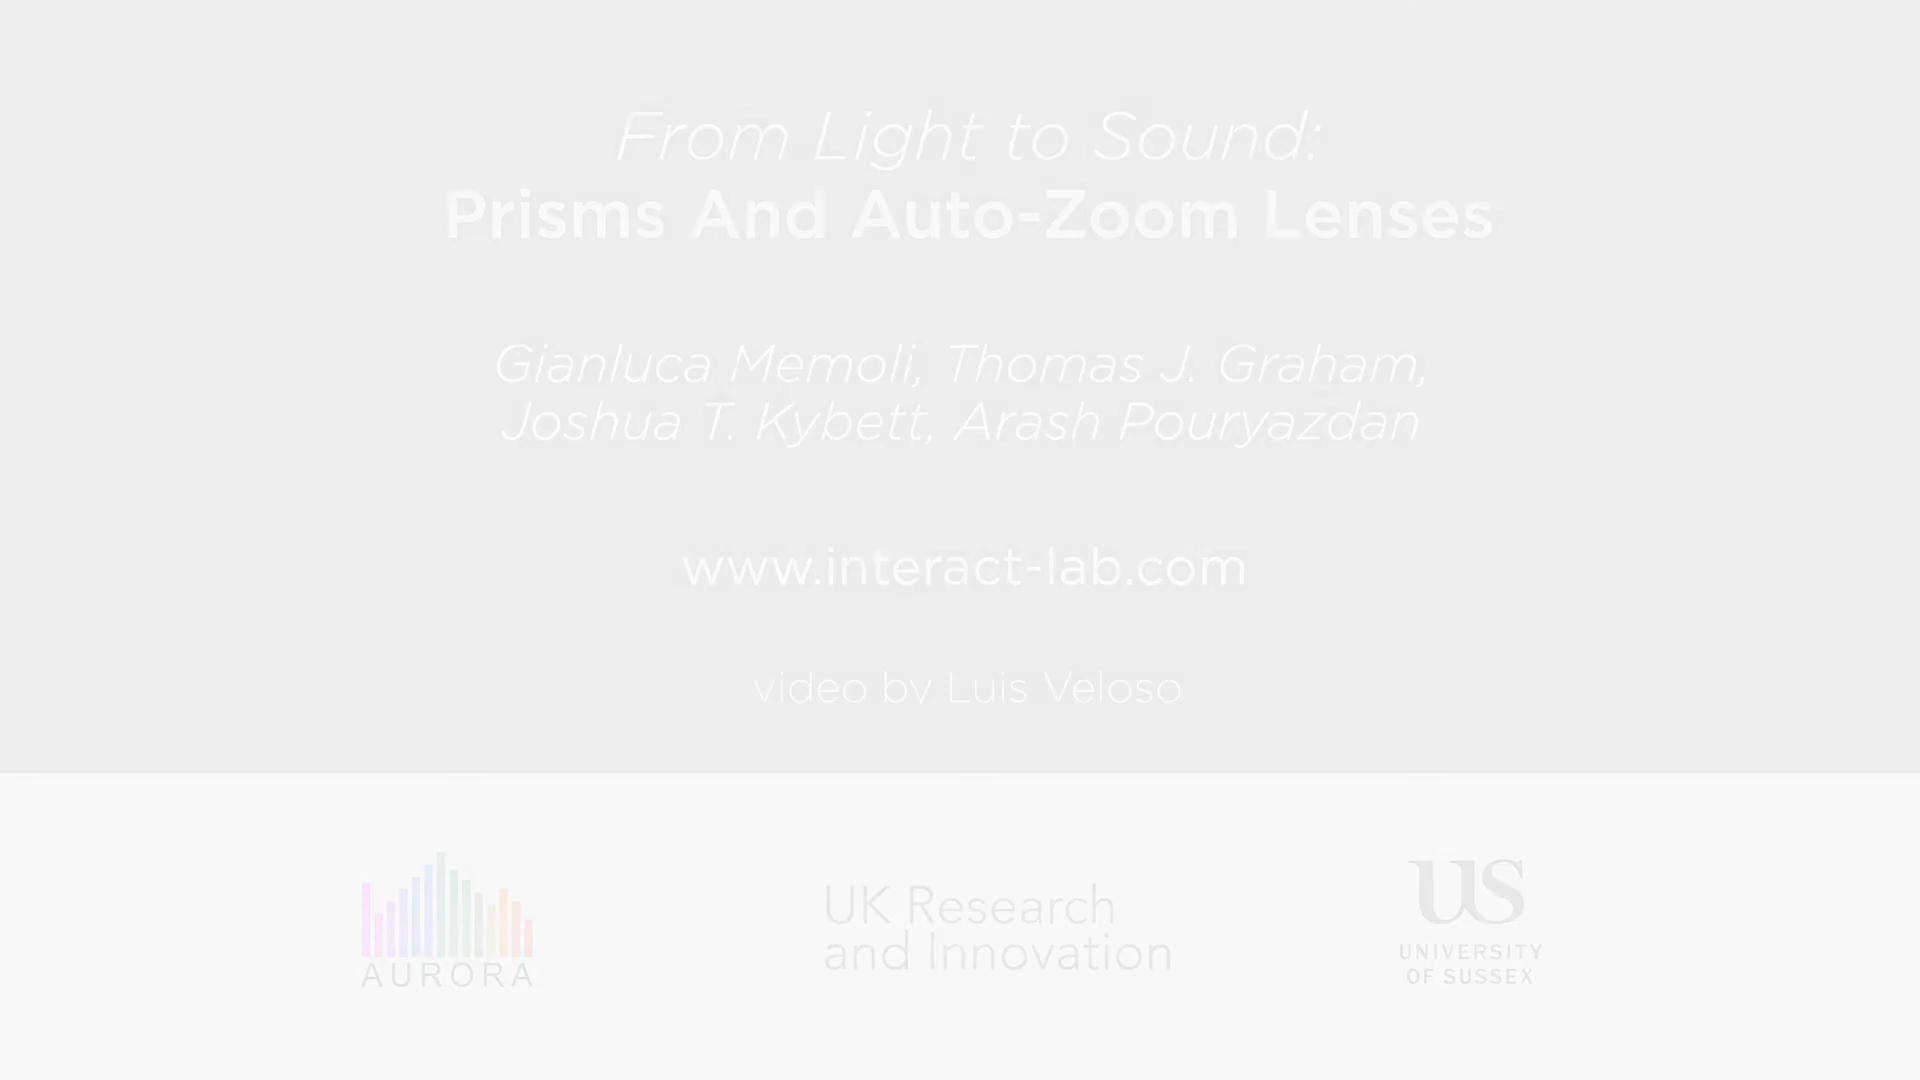 From Light to Sound:
Prisms And Auto-Zoom Lenses
Gianluca Memoli, Thomas J. Graham,
Joshua T. Kybett, Arash Pouryazdan
www.interact-lab.com
video by Luis Veloso
AURORA
UK Research
and Innovation
US
UNIVERSITY
OF SUSSEX